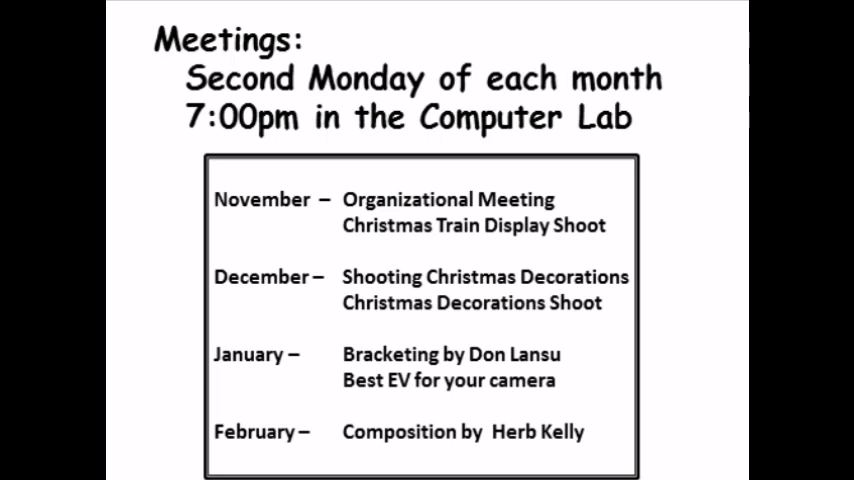 Meetings:
Second Monday of each month
7:00pm in the Computer Lab
November – Organizational Meeting
Christmas Train Display Shoot
December – Shooting Christmas Decorations
Christmas Decorations Shoot
January – Bracketing by Don Lansu
Best EV for your camera
February – Composition by Herb Kelly